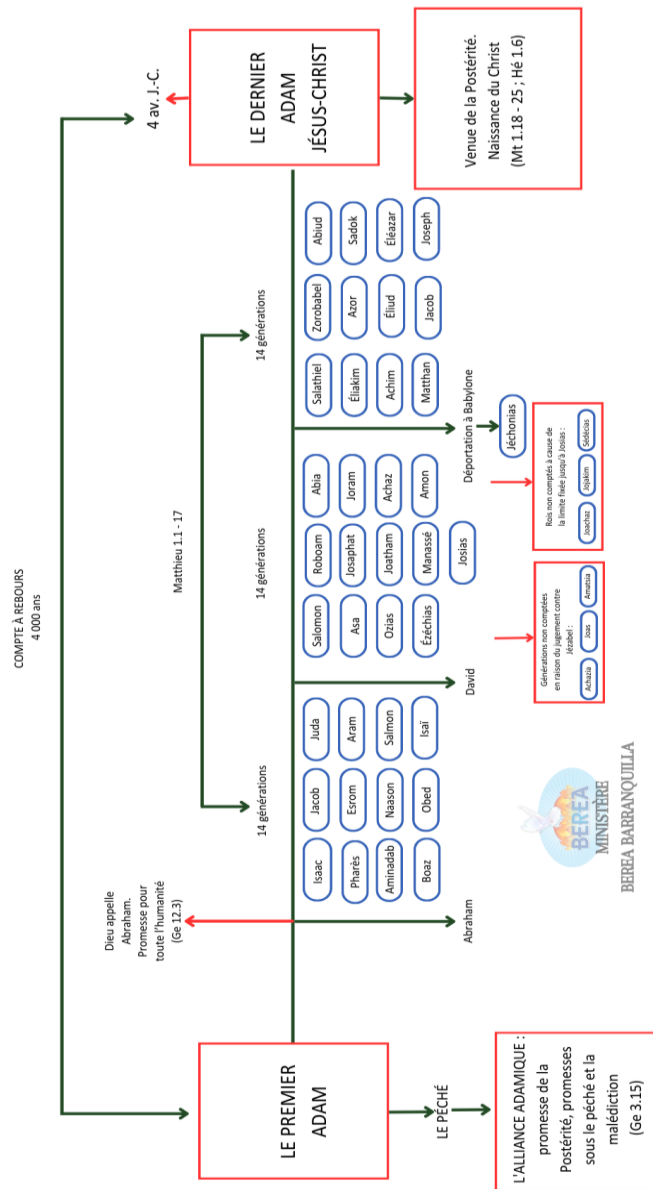 COMPTE À REBOURS
4 000 ans
4 av. J.-C.
Matthieu 1.1 - 17
Dieu appelle
Abraham.
Promesse pour
toute l'humanité
(Ge 12.3)
14 générations
14 générations
14 générations
LE PREMIER
ADAM
LE DERNIER
ADAM
JÉSUS-CHRIST
Isaac
Jacob
Juda
Pharès
Esrom
Aram
Aminadab
Naason
Salmon
Boaz
Obed
Isaï
Salomon
Roboam
Abia
Asa
Josaphat
Joram
Ozias
Joatham
Achaz
Ézéchias
Manassé
Amon
Josias
Salathiel
Zorobabel
Abiud
Éliakim
Azor
Sadok
Achim
Éliud
Éléazar
Matthan
Jacob
Joseph
Abraham
David
Déportation à Babylone
Jéchonias
LE PÉCHÉ
L'ALLIANCE ADAMIQUE :
promesse de la
Postérité, promesses
sous le péché et la
malédiction
(Ge 3.15)
BEREA
MINISTÈRE
BEREA BARRANQUILLA
Générations non comptées
en raison du jugement contre
Jézabel :
Achazia
Joas
Amatsia
Rois non comptés à cause de
la limite fixée jusqu'à Josias :
Joachaz
Jojakim
Sédécias
Venue de la Postérité.
Naissance du Christ
(Mt 1.18 - 25 ; Hé 1.6)